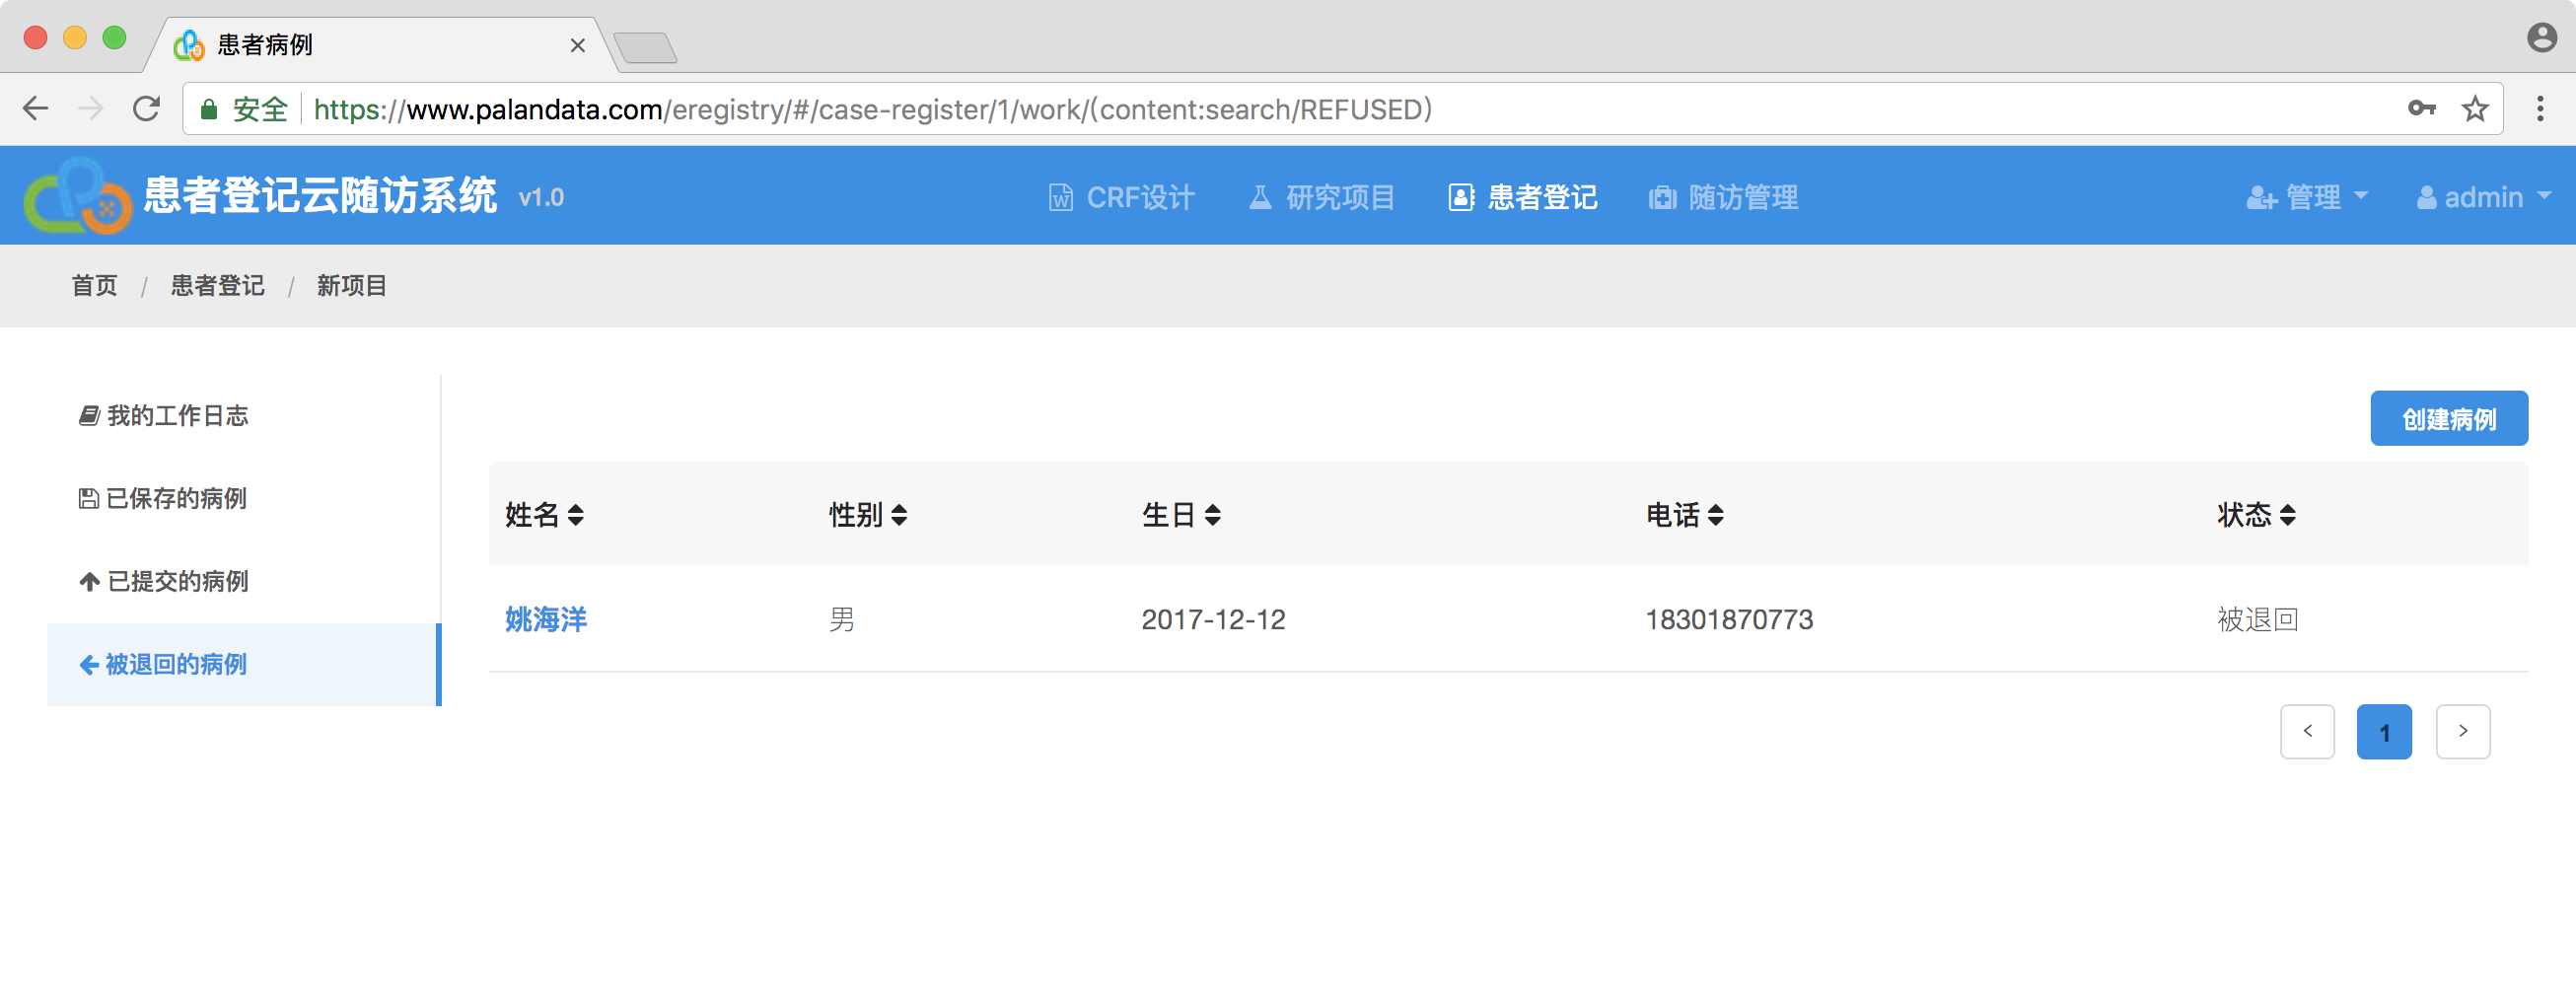 患者病例
安全 https://www.palandata.com/eregistry/#/case-register/1/work/(content:search/REFUSED)
患者登记云随访系统 v1.0 CRF设计 研究项目 患者登记 随访管理 管理 admin
首页 / 患者登记 / 新项目
我的工作日志
已保存的病例
已提交的病例
被退回的病例
创建病例
姓名 性别 生日 电话 状态
姚海洋 男 2017-12-12 18301870773 被退回
< 1 >